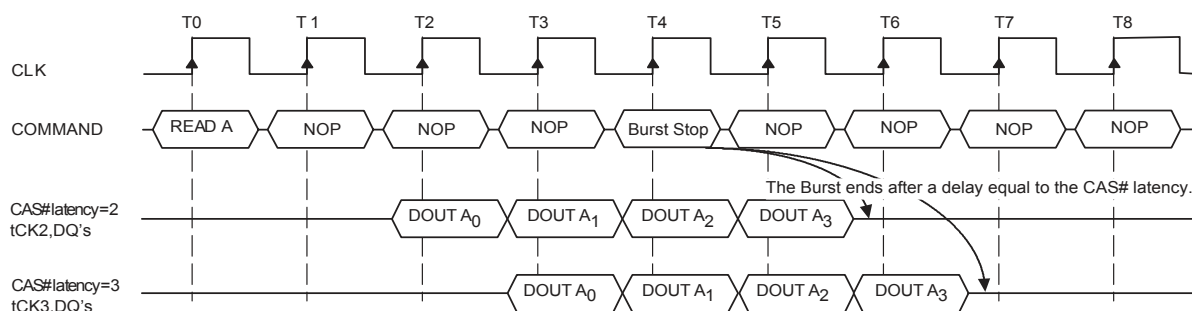 T0 T 1 T2 T3 T4 T5 T6 T7 T8
CLK
COMMAND READ A NOP NOP NOP Burst Stop NOP NOP NOP NOP
The Burst ends after a delay equal to the CAS# latency.
CAS# latency=2
tCK2,DQ's
DOUT A0 DOUT A1 DOUT A2 DOUT A3
CAS# latency=3
tCK3,DQ's
DOUT A0 DOUT A1 DOUT A2 DOUT A3